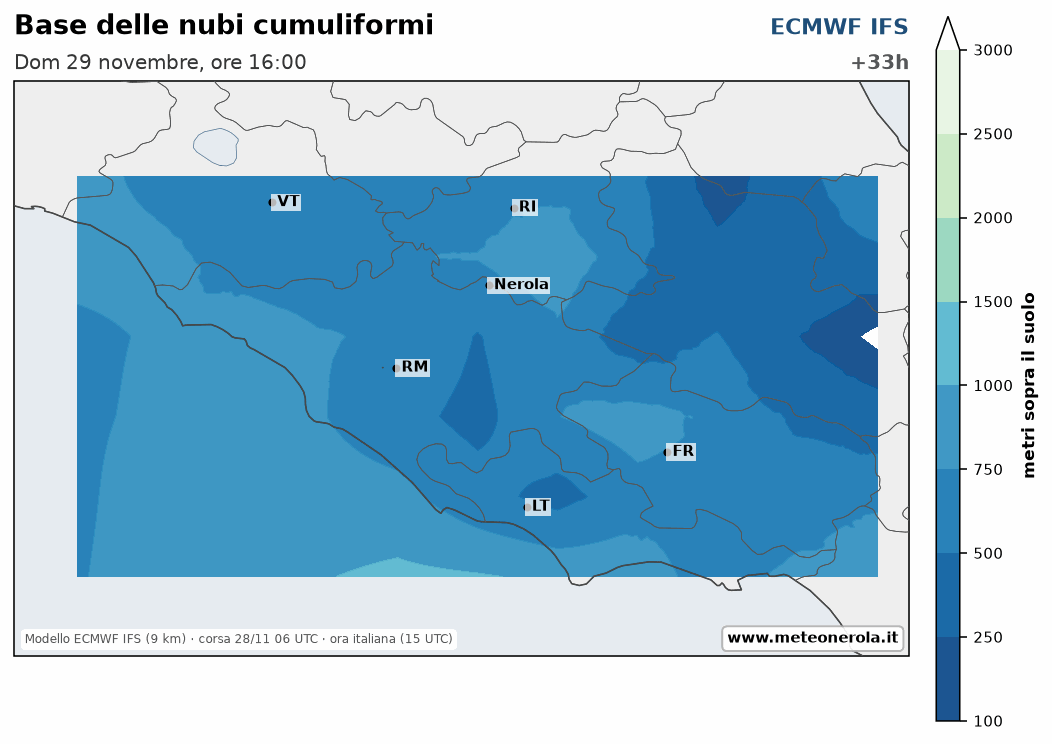 Base delle nubi cumuliformi
ECMWF IFS
Dom 29 novembre, ore 16:00
+33h
3000
2500
2000
1500
1000
750
500
250
100
metri sopra il suolo
VT
RI
Nerola
RM
FR
LT
Modello ECMWF IFS (9 km) · corsa 28/11 06 UTC · ora italiana (15 UTC)
www.meteonerola.it